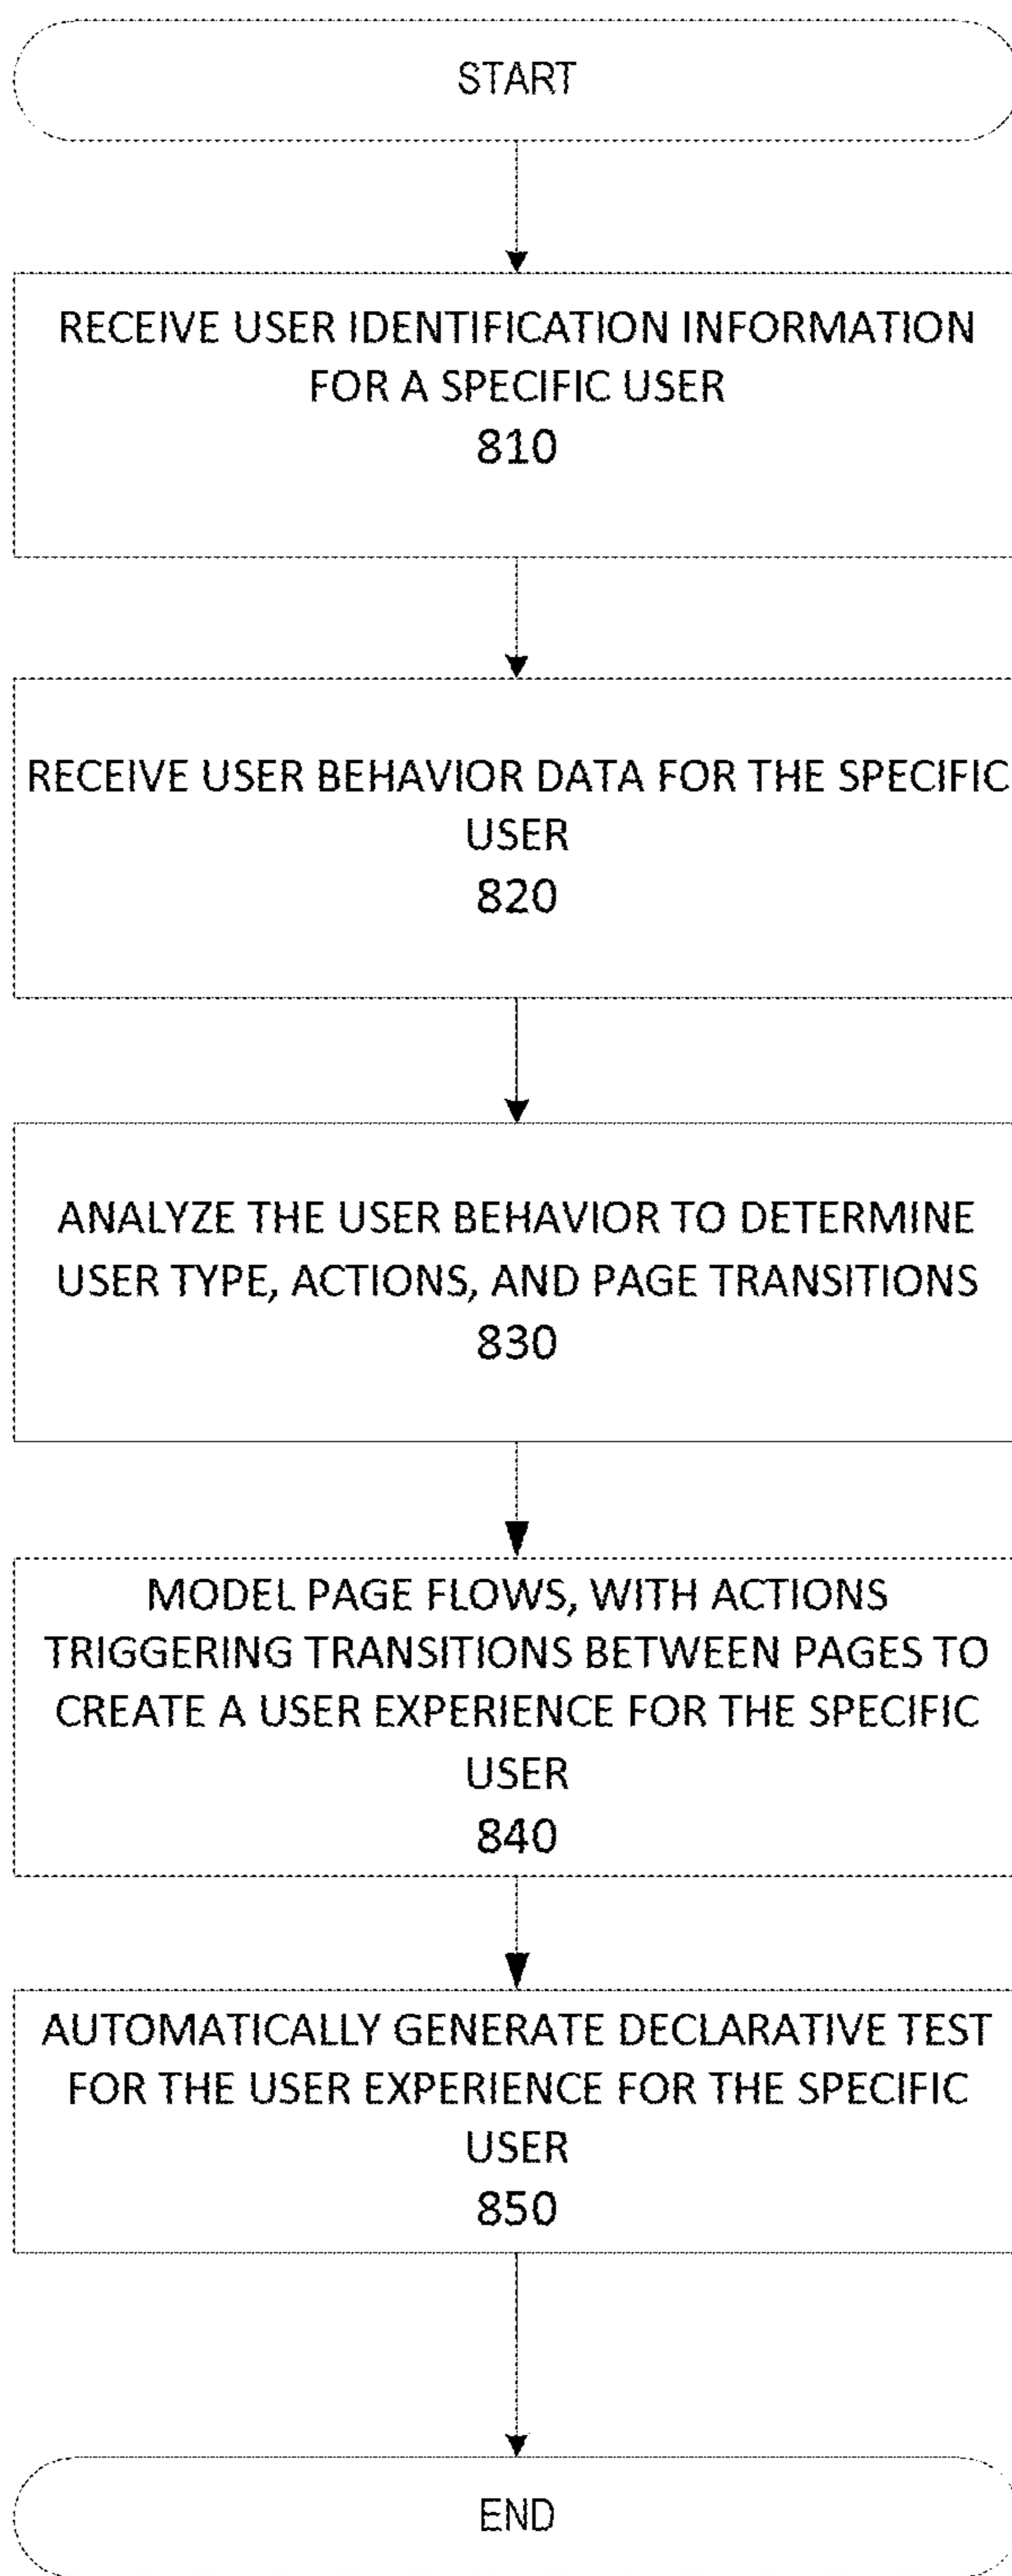 START
RECEIVE USER IDENTIFICATION INFORMATION
FOR A SPECIFIC USER
810
RECEIVE USER BEHAVIOR DATA FOR THE SPECIFIC
USER
820
ANALYZE THE USER BEHAVIOR TO DETERMINE
USER TYPE, ACTIONS, AND PAGE TRANSITIONS
830
MODEL PAGE FLOWS, WITH ACTIONS
TRIGGERING TRANSITIONS BETWEEN PAGES TO
CREATE A USER EXPERIENCE FOR THE SPECIFIC
USER
840
AUTOMATICALLY GENERATE DECLARATIVE TEST
FOR THE USER EXPERIENCE FOR THE SPECIFIC
USER
850
END